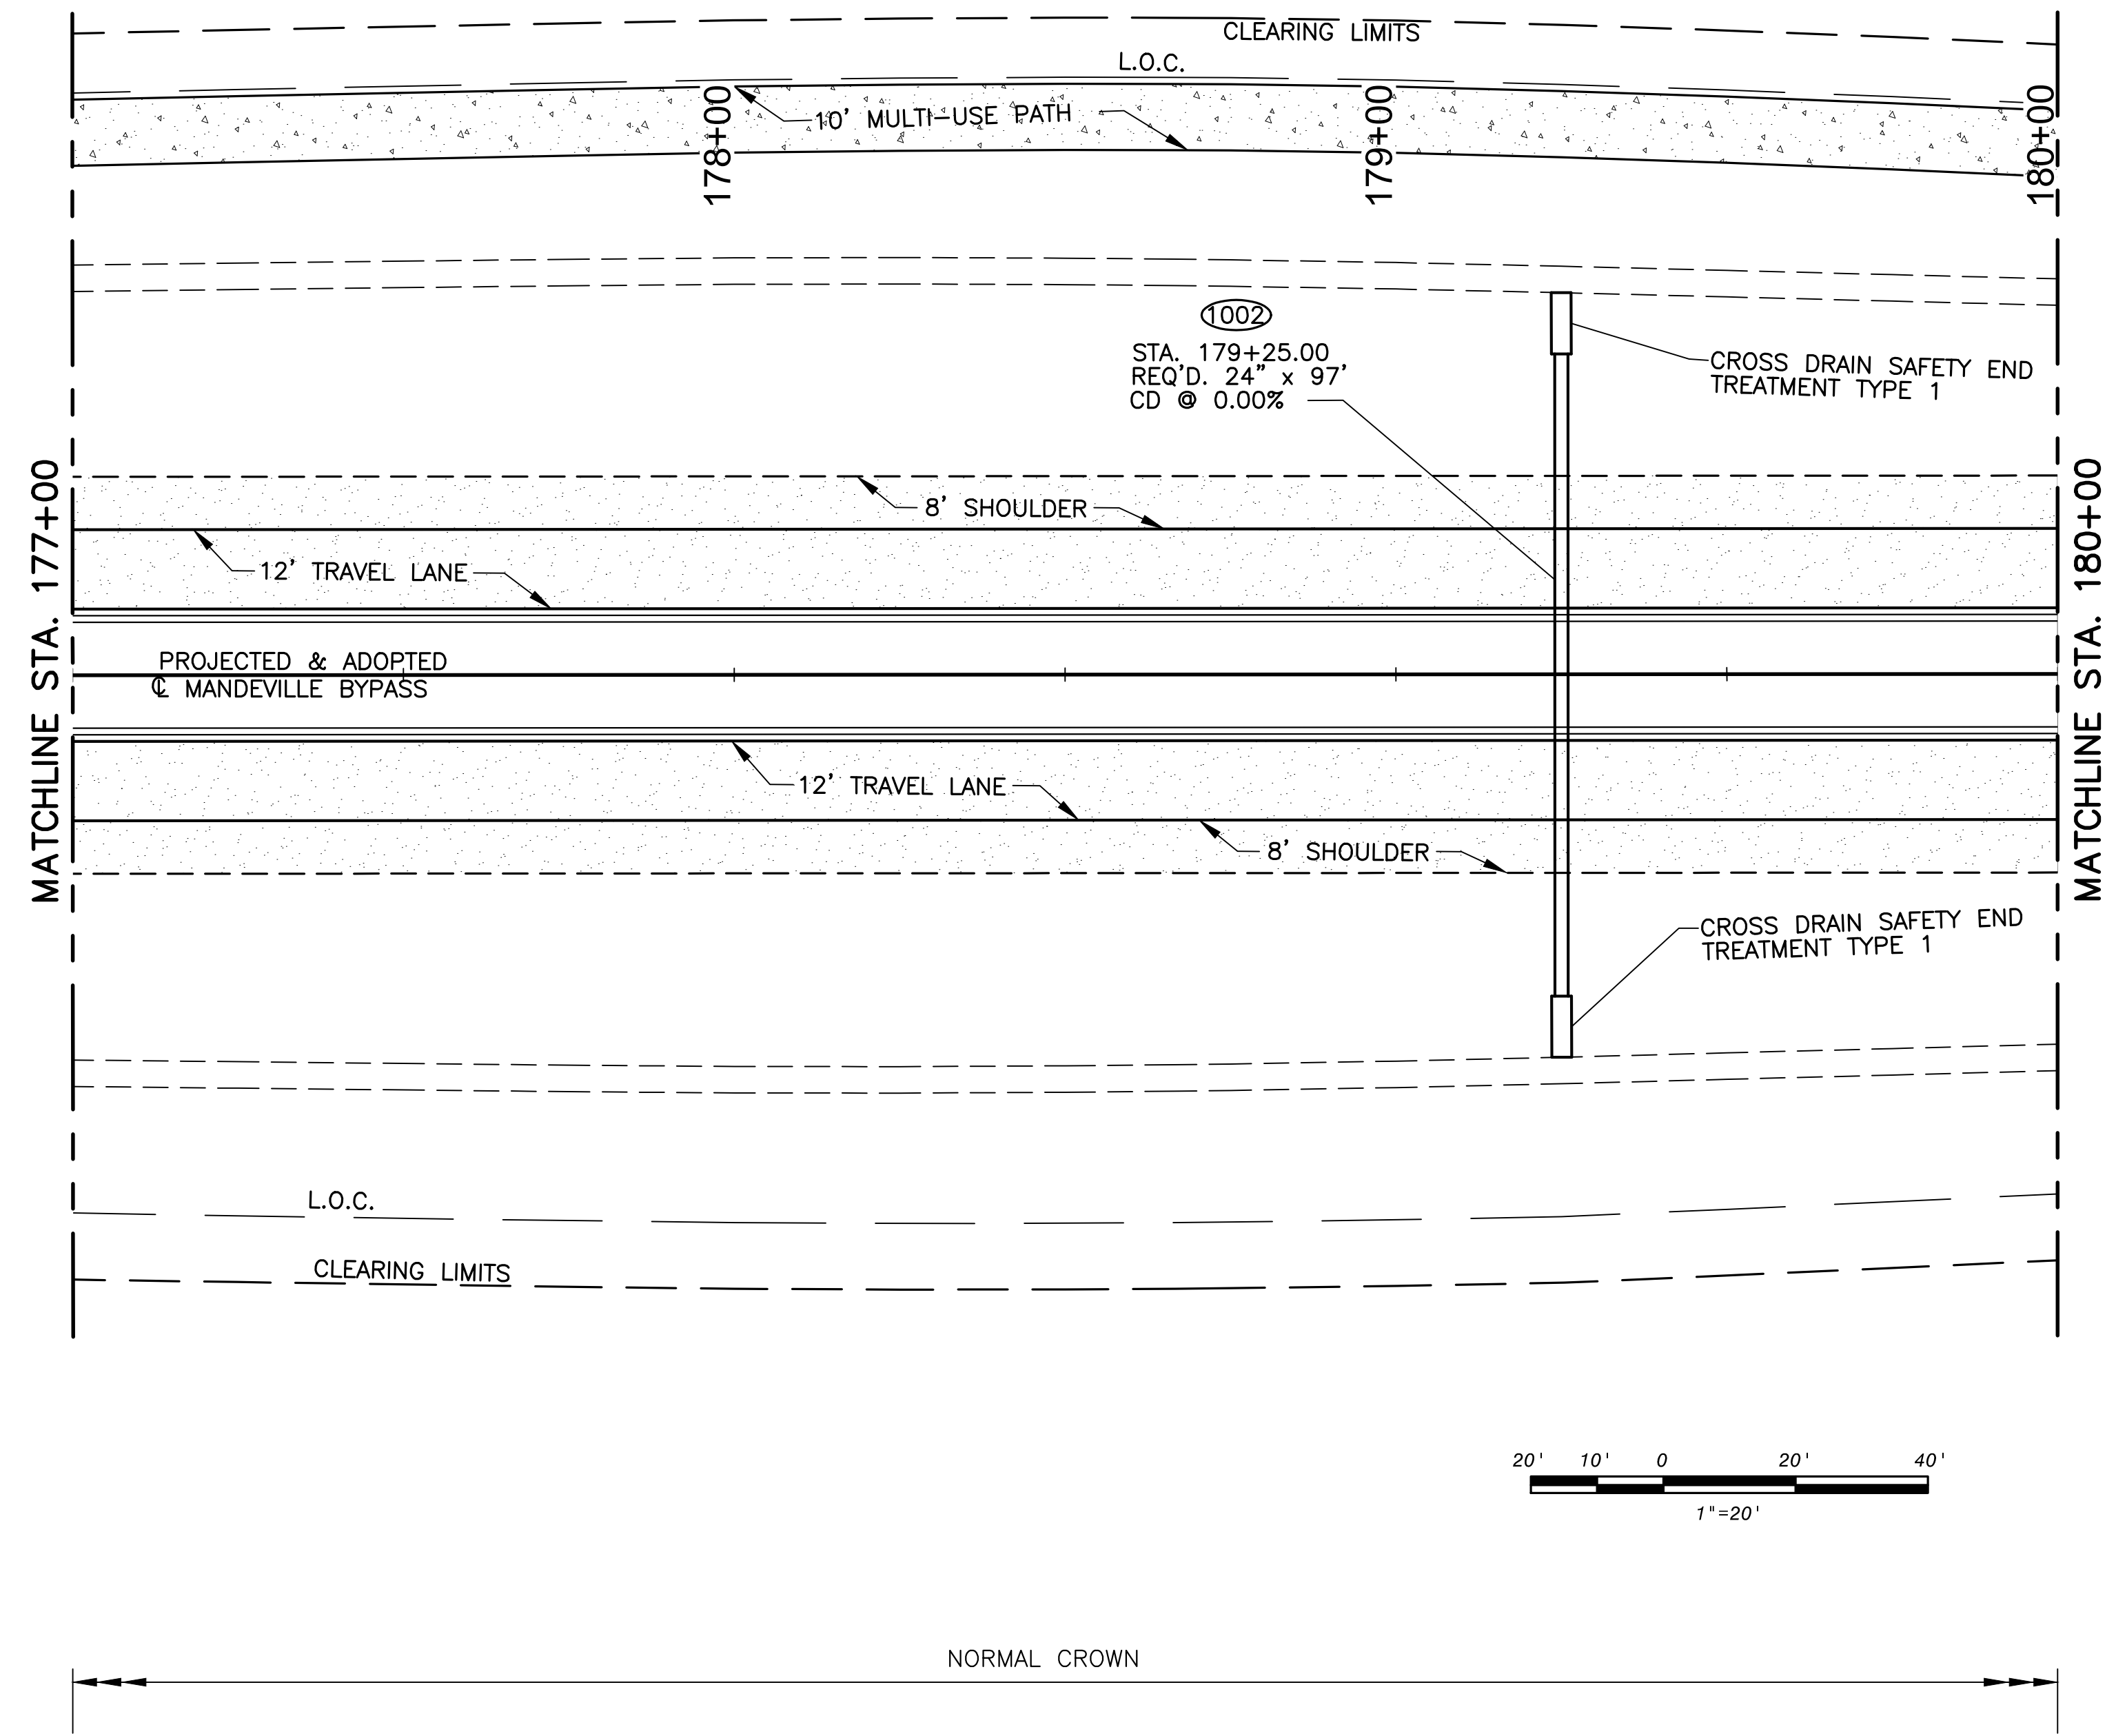 CLEARING LIMITS
L.O.C.
10' MULTI-USE PATH
178+00
179+00
180+00
1002
STA. 179+25.00
REQ'D. 24" x 97'
CD @ 0.00%
CROSS DRAIN SAFETY END
TREATMENT TYPE 1
MATCHLINE STA. 177+00
MATCHLINE STA. 180+00
8' SHOULDER
12' TRAVEL LANE
PROJECTED & ADOPTED
℄ MANDEVILLE BYPASS
12' TRAVEL LANE
8' SHOULDER
CROSS DRAIN SAFETY END
TREATMENT TYPE 1
L.O.C.
CLEARING LIMITS
20' 10' 0 20' 40'
1"=20'
NORMAL CROWN